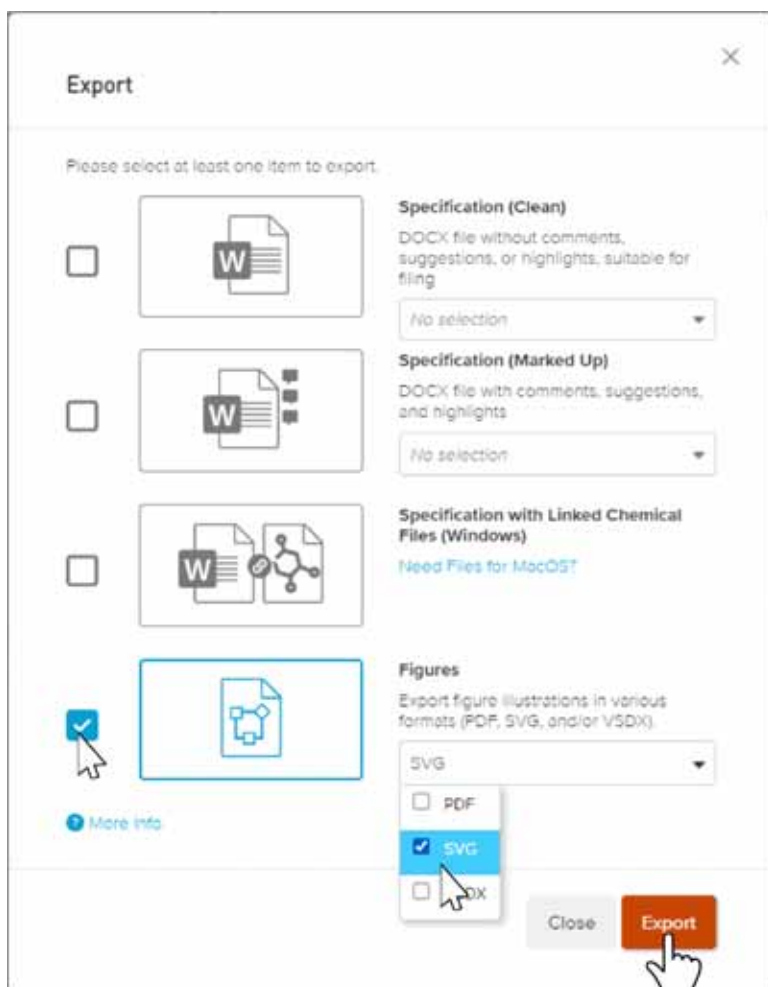 Export
Please select at least one item to export.
Specification (Clean)
DOCX file without comments,
suggestions, or highlights, suitable for
filing
W
No selection
Specification (Marked Up)
DOCX file with comments, suggestions,
and highlights
W
No selection
Specification with Linked Chemical
Files (Windows)
Need Files for MacOS?
W
Figures
Export figure illustrations in various
formats (PDF, SVG, and/or VSDX).
SVG
PDF
? More Info
SVG
Close
Export